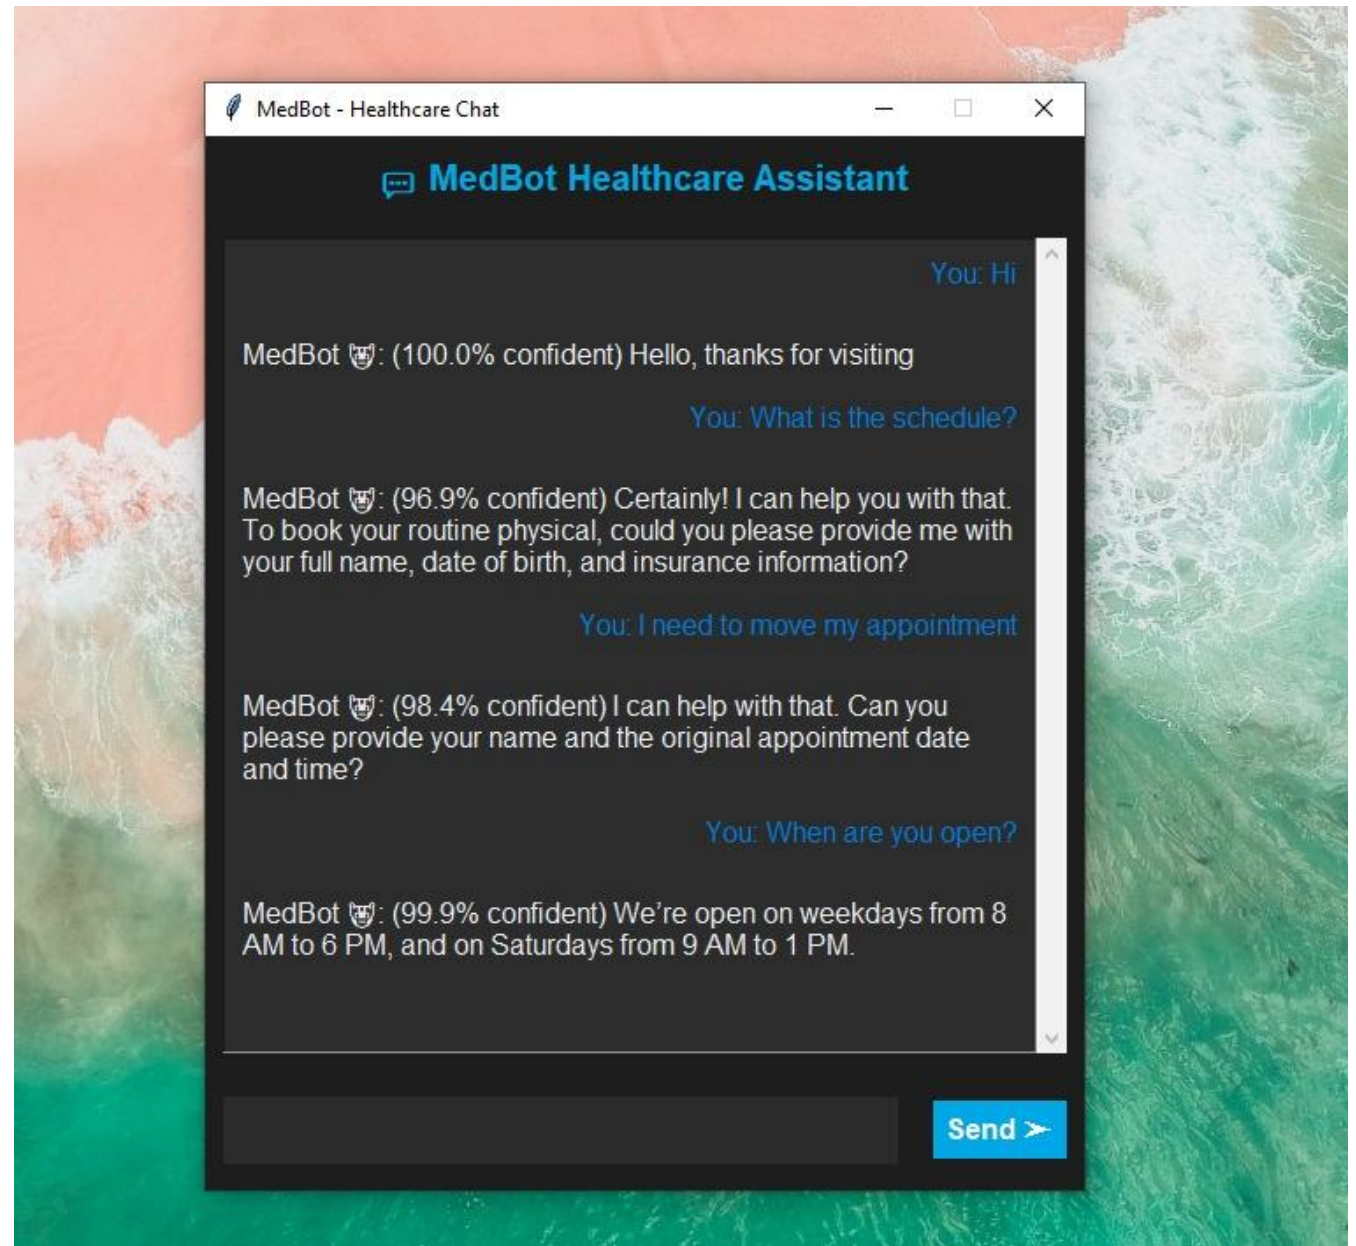 MedBot - Healthcare Chat
MedBot Healthcare Assistant
You: Hi
MedBot 🐯: (100.0% confident) Hello, thanks for visiting
You: What is the schedule?
MedBot 🐯: (96.9% confident) Certainly! I can help you with that.
To book your routine physical, could you please provide me with
your full name, date of birth, and insurance information?
You: I need to move my appointment
MedBot 🐯: (98.4% confident) I can help with that. Can you
please provide your name and the original appointment date
and time?
You: When are you open?
MedBot 🐯: (99.9% confident) We’re open on weekdays from 8
AM to 6 PM, and on Saturdays from 9 AM to 1 PM.
Send ➢